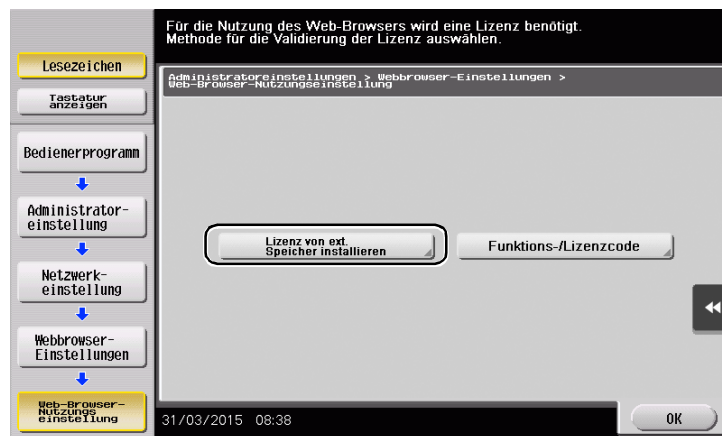 Für die Nutzung des Web-Browsers wird eine Lizenz benötigt.
Methode für die Validierung der Lizenz auswählen.
Lesezeichen
Tastatur
anzeigen
Administratoreinstellungen > Webbrowser-Einstellungen >
Web-Browser-Nutzungseinstellung
Bedienerprogramm
Administrator-
einstellung
Netzwerk-
einstellung
Webbrowser-
Einstellungen
Web-Browser-
Nutzungs
einstellung
Lizenz von ext.
Speicher installieren
Funktions-/Lizenzcode
31/03/2015 08:38
OK